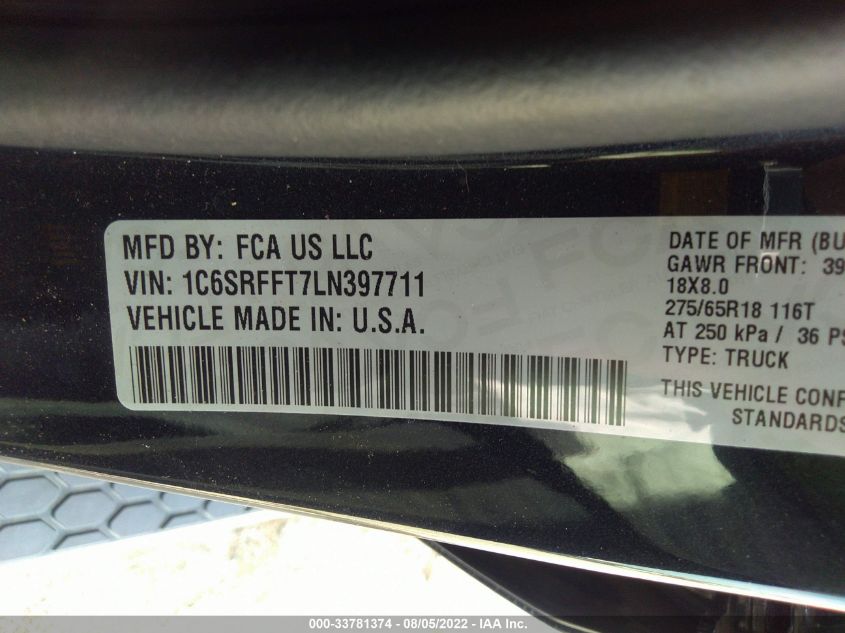 MFD BY: FCA US LLC
VIN: 1C6SRFFT7LN397711
VEHICLE MADE IN: U.S.A.
DATE OF MFR (BU
GAWR FRONT: 39
18X8.0
275/65R18 116T
AT 250 kPa / 36 PS
TYPE: TRUCK
THIS VEHICLE CONF
STANDARDS
000-33781374 - 08/05/2022 - IAA Inc.